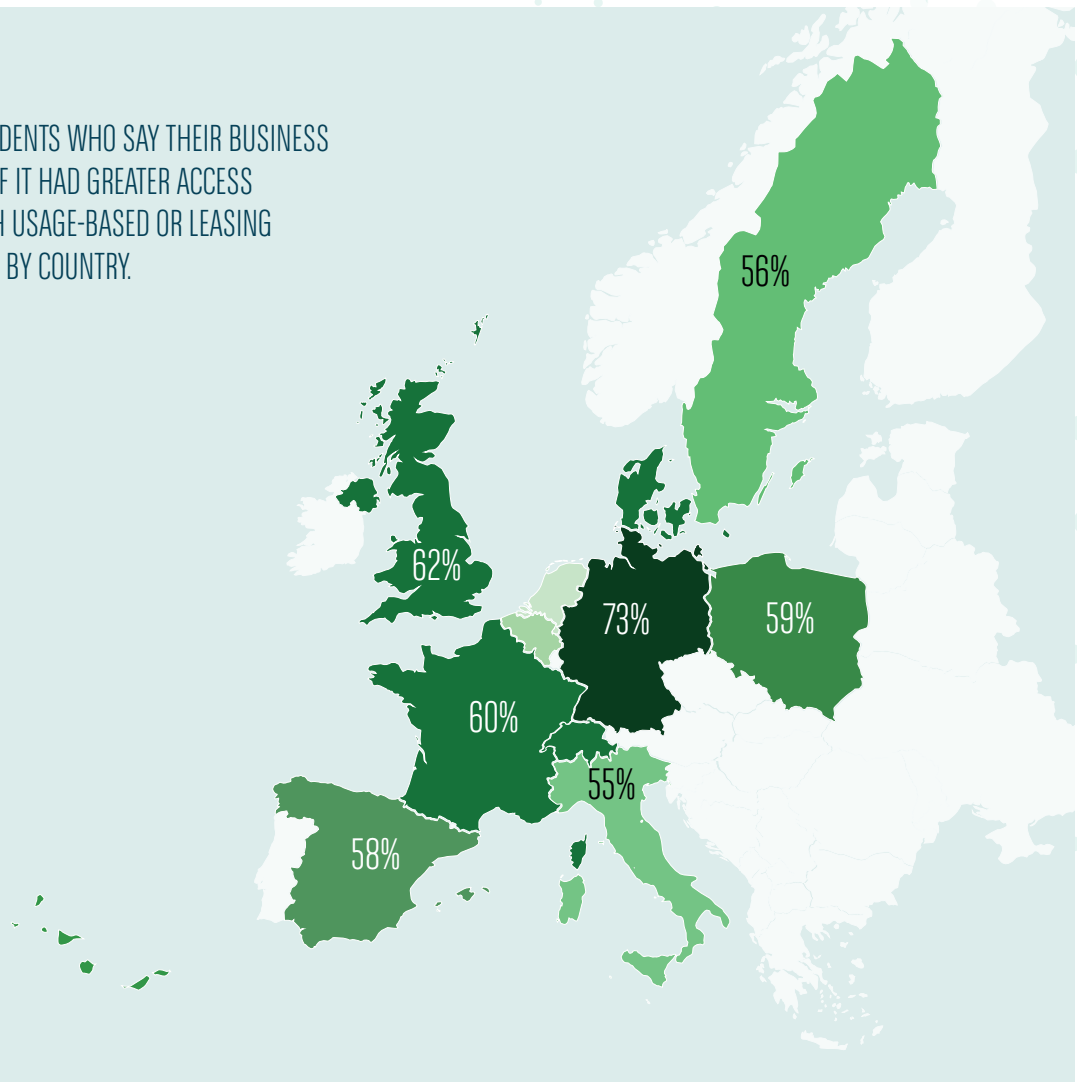 DENTS WHO SAY THEIR BUSINESS
F IT HAD GREATER ACCESS
H USAGE-BASED OR LEASING
BY COUNTRY.
56%
62%
73%
59%
60%
55%
58%